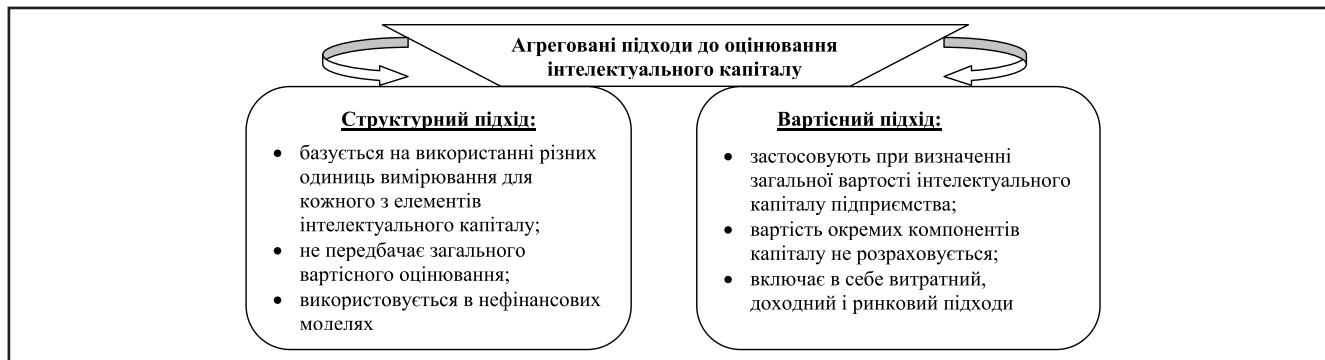 Агреговані підходи до оцінювання
інтелектуального капіталу
Структурний підхід:
• базується на використанні різних
одиниць вимірювання для
кожного з елементів
інтелектуального капіталу;
• не передбачає загального
вартісного оцінювання;
• використовується в нефінансових
моделях
Вартісний підхід:
• застосовують при визначенні
загальної вартості інтелектуального
капіталу підприємства;
• вартість окремих компонентів
капіталу не розраховується;
• включає в себе витратний,
доходний і ринковий підходи